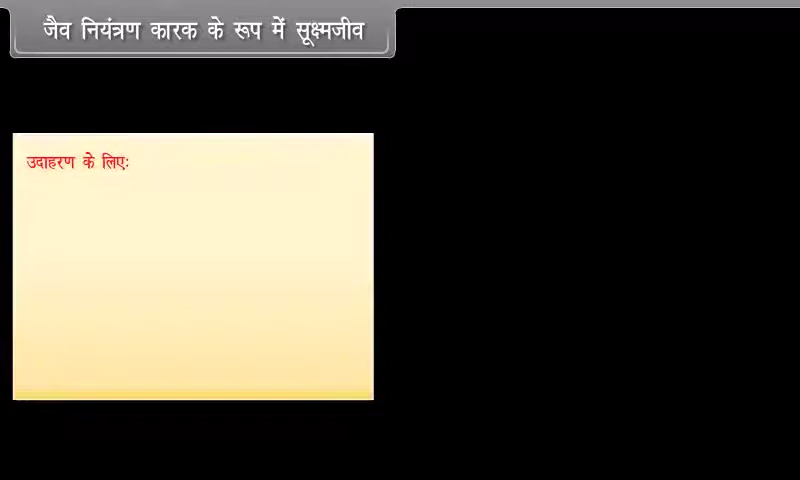 जैव नियंत्रण कारक के रूप में सूक्ष्मजीव
उदाहरण के लिए: